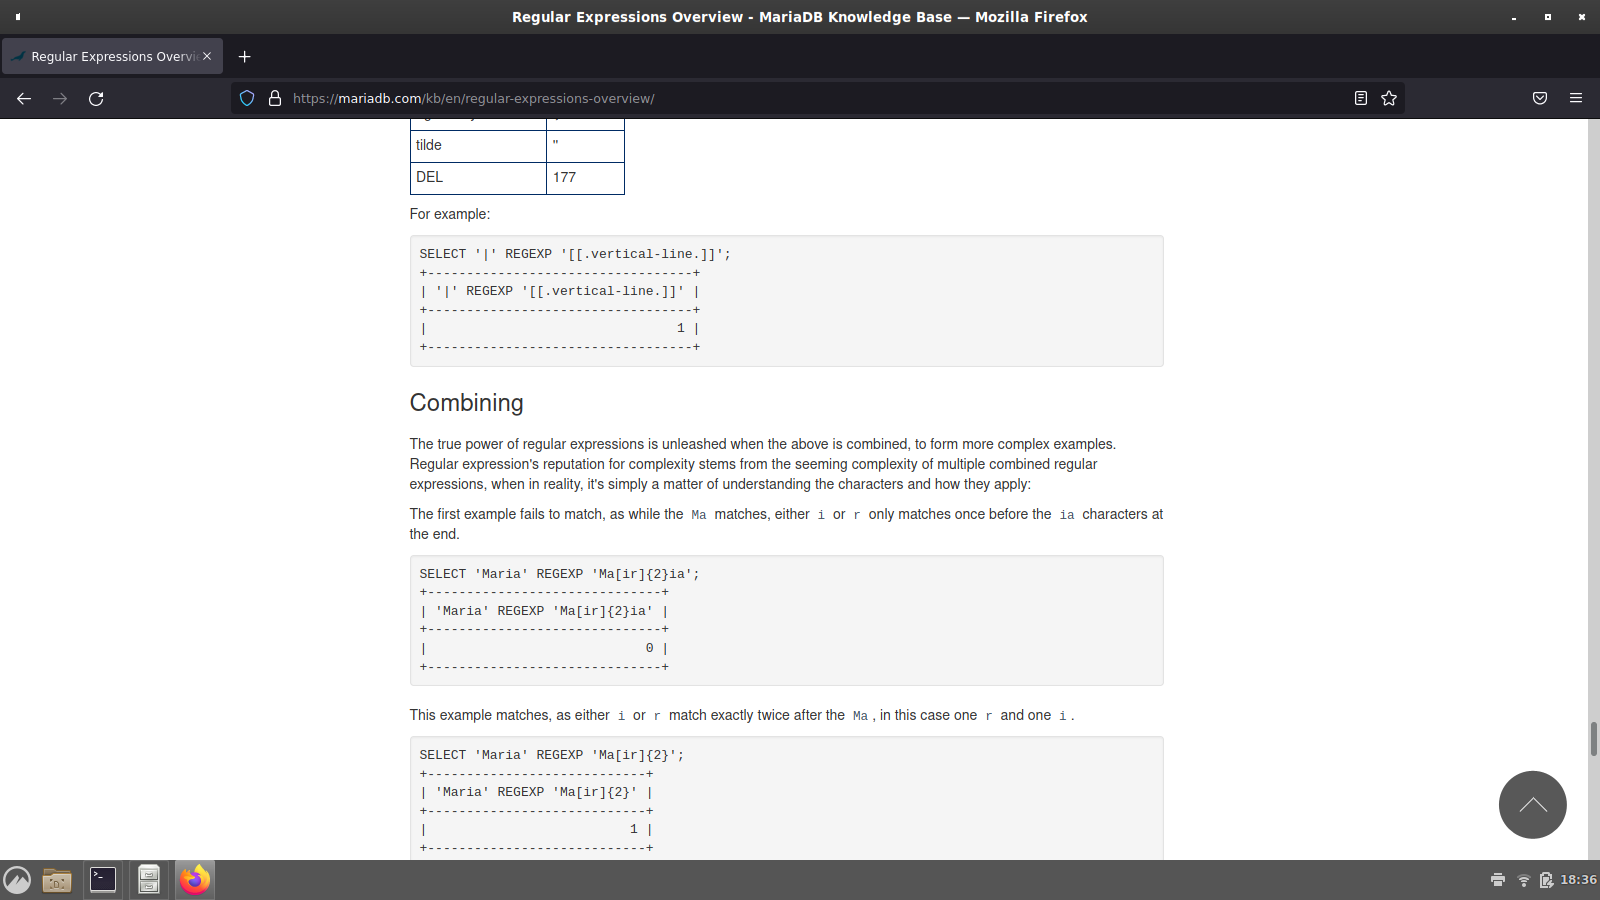 Regular Expressions Overview - MariaDB Knowledge Base — Mozilla Firefox
Regular Expressions Overvi
https://mariadb.com/kb/en/regular-expressions-overview/
tilde "
DEL 177
For example:
SELECT '|' REGEXP '[[.vertical-line.]]';
+----------------------------------+
| '|' REGEXP '[[.vertical-line.]]' |
+----------------------------------+
|                                1 |
+----------------------------------+
Combining
The true power of regular expressions is unleashed when the above is combined, to form more complex examples.
Regular expression's reputation for complexity stems from the seeming complexity of multiple combined regular
expressions, when in reality, it's simply a matter of understanding the characters and how they apply:
The first example fails to match, as while the Ma matches, either i or r only matches once before the ia characters at
the end.
SELECT 'Maria' REGEXP 'Ma[ir]{2}ia';
+------------------------------+
| 'Maria' REGEXP 'Ma[ir]{2}ia' |
+------------------------------+
|                            0 |
+------------------------------+
This example matches, as either i or r match exactly twice after the Ma , in this case one r and one i .
SELECT 'Maria' REGEXP 'Ma[ir]{2}';
+----------------------------+
| 'Maria' REGEXP 'Ma[ir]{2}' |
+----------------------------+
|                          1 |
+----------------------------+
18:36